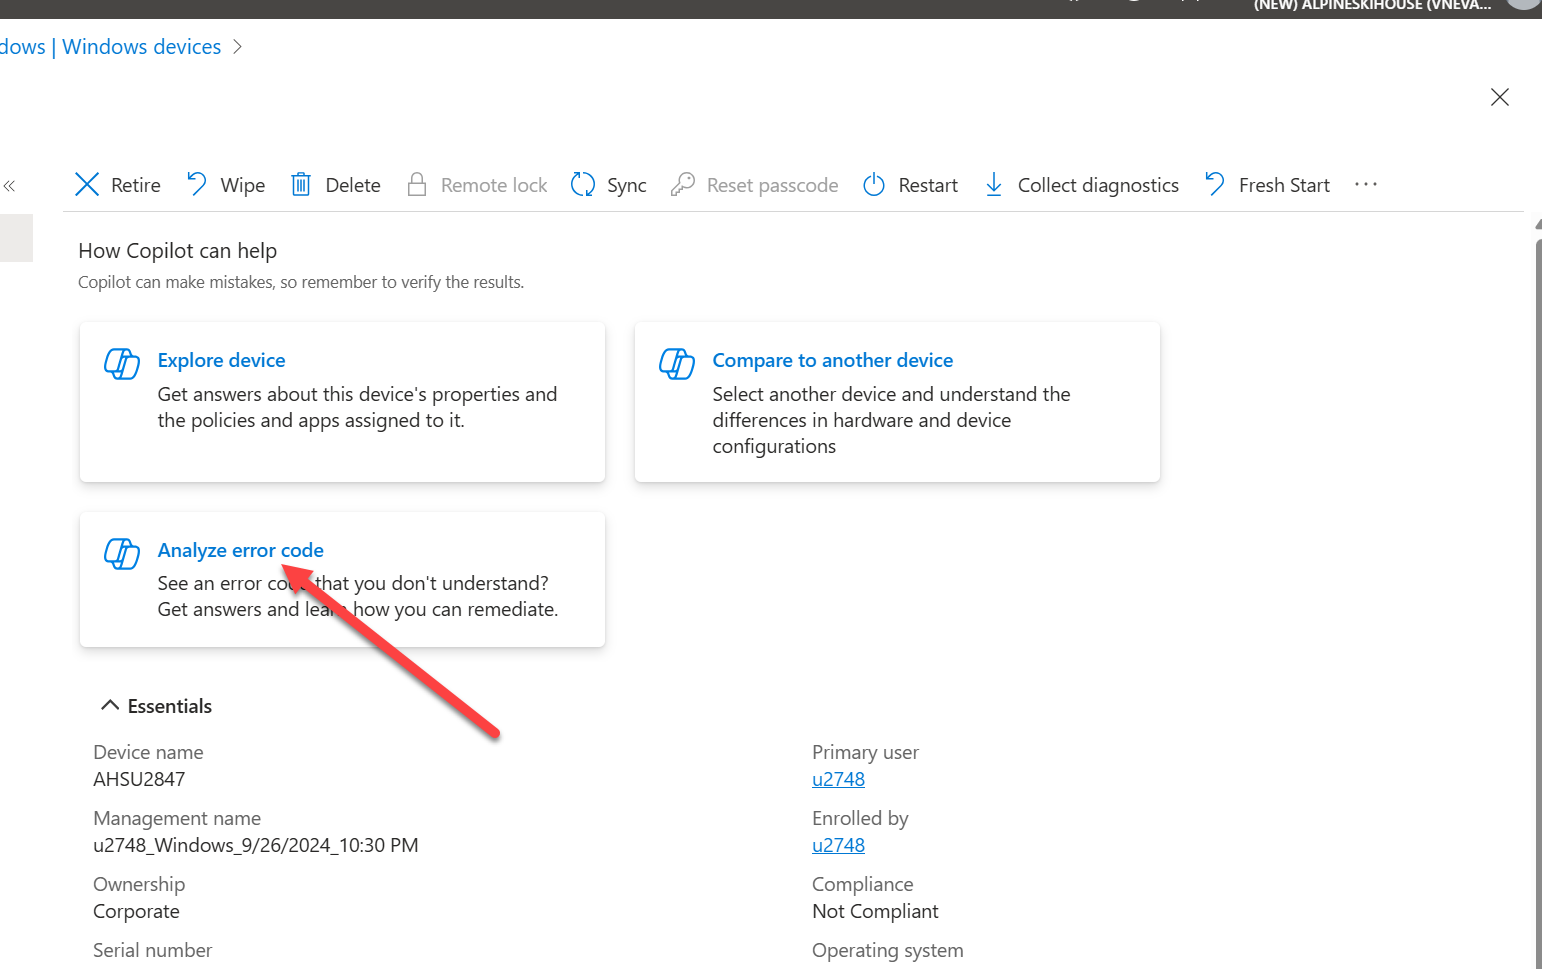 (NEW) ALPINESKIHOUSE (VNEVA...
dows | Windows devices
Retire Wipe Delete Remote lock Sync Reset passcode Restart Collect diagnostics Fresh Start ...
How Copilot can help
Copilot can make mistakes, so remember to verify the results.
Explore device
Get answers about this device's properties and
the policies and apps assigned to it.
Compare to another device
Select another device and understand the
differences in hardware and device
configurations
Analyze error code
See an error code that you don't understand?
Get answers and learn how you can remediate.
Essentials
Device name
AHSU2847
Management name
u2748_Windows_9/26/2024_10:30 PM
Ownership
Corporate
Serial number
Primary user
u2748
Enrolled by
u2748
Compliance
Not Compliant
Operating system